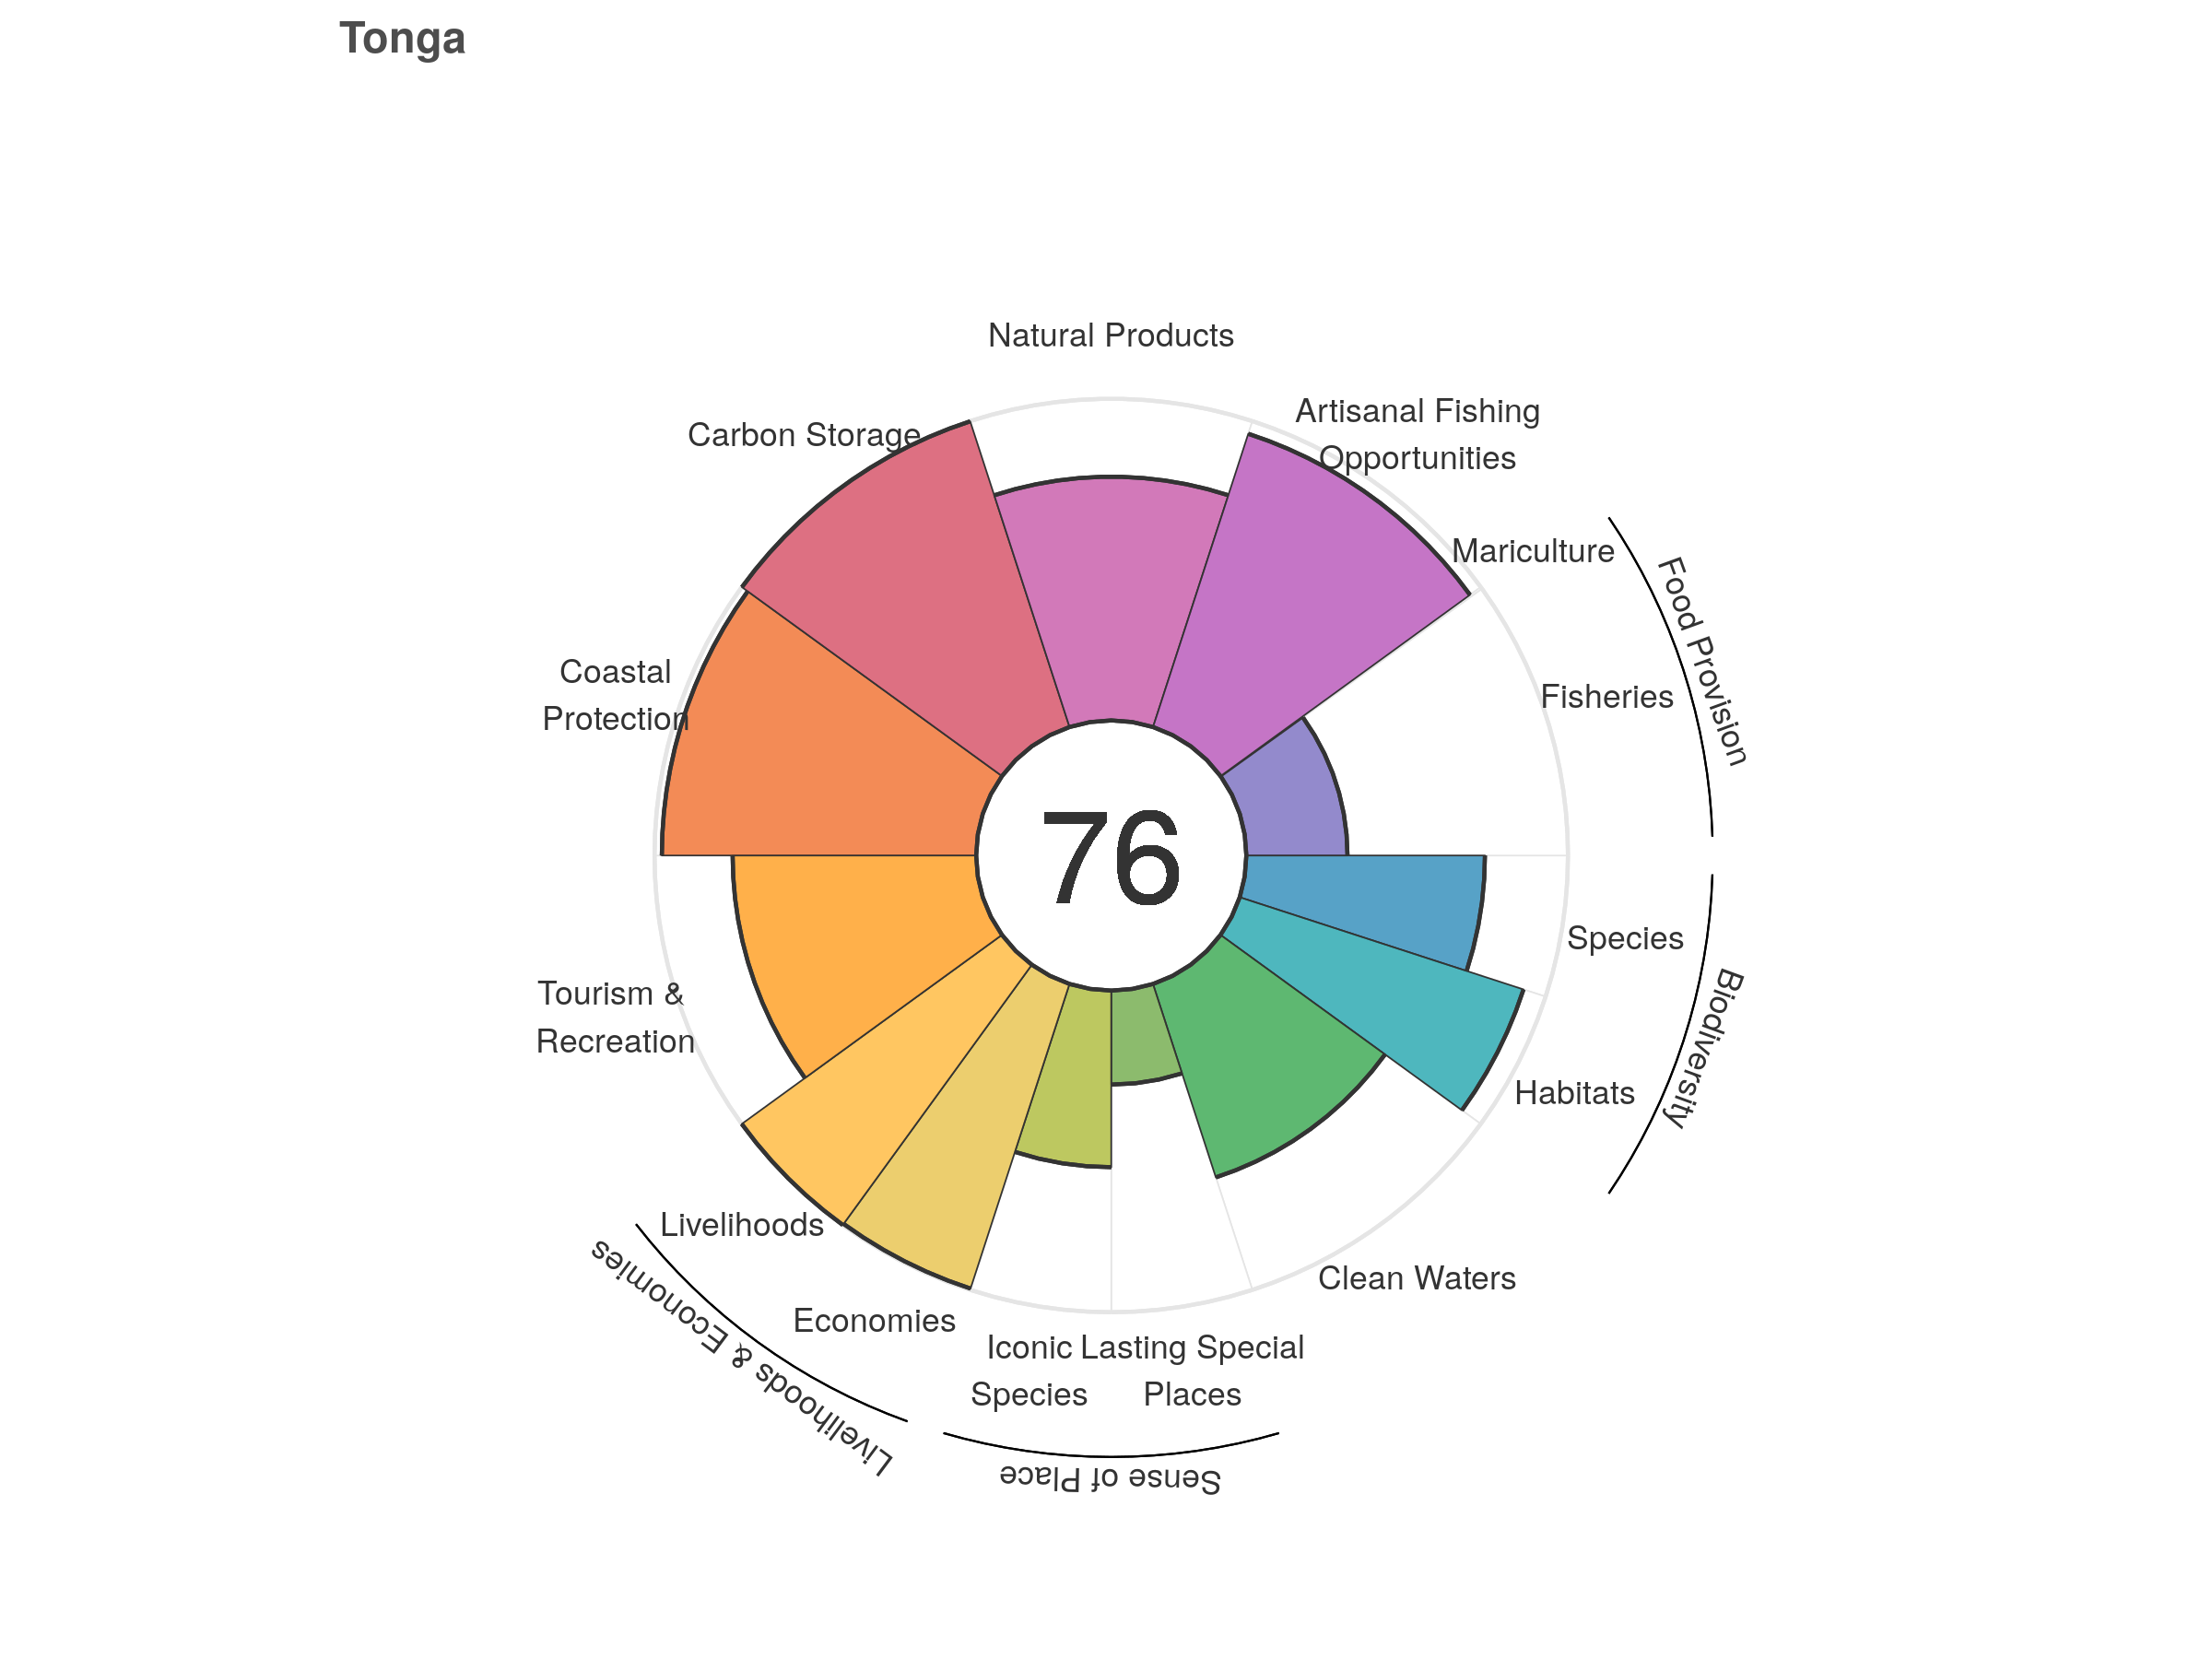 Tonga
Natural Products
Artisanal Fishing
Opportunities
Carbon Storage
Mariculture
Food Provision
Fisheries
Coastal
Protection
76
Species
Biodiversity
Tourism &
Recreation
Habitats
Livelihoods
Clean Waters
Economies
Livelihoods & Economies
Iconic
Species
Lasting Special
Places
Sense of Place